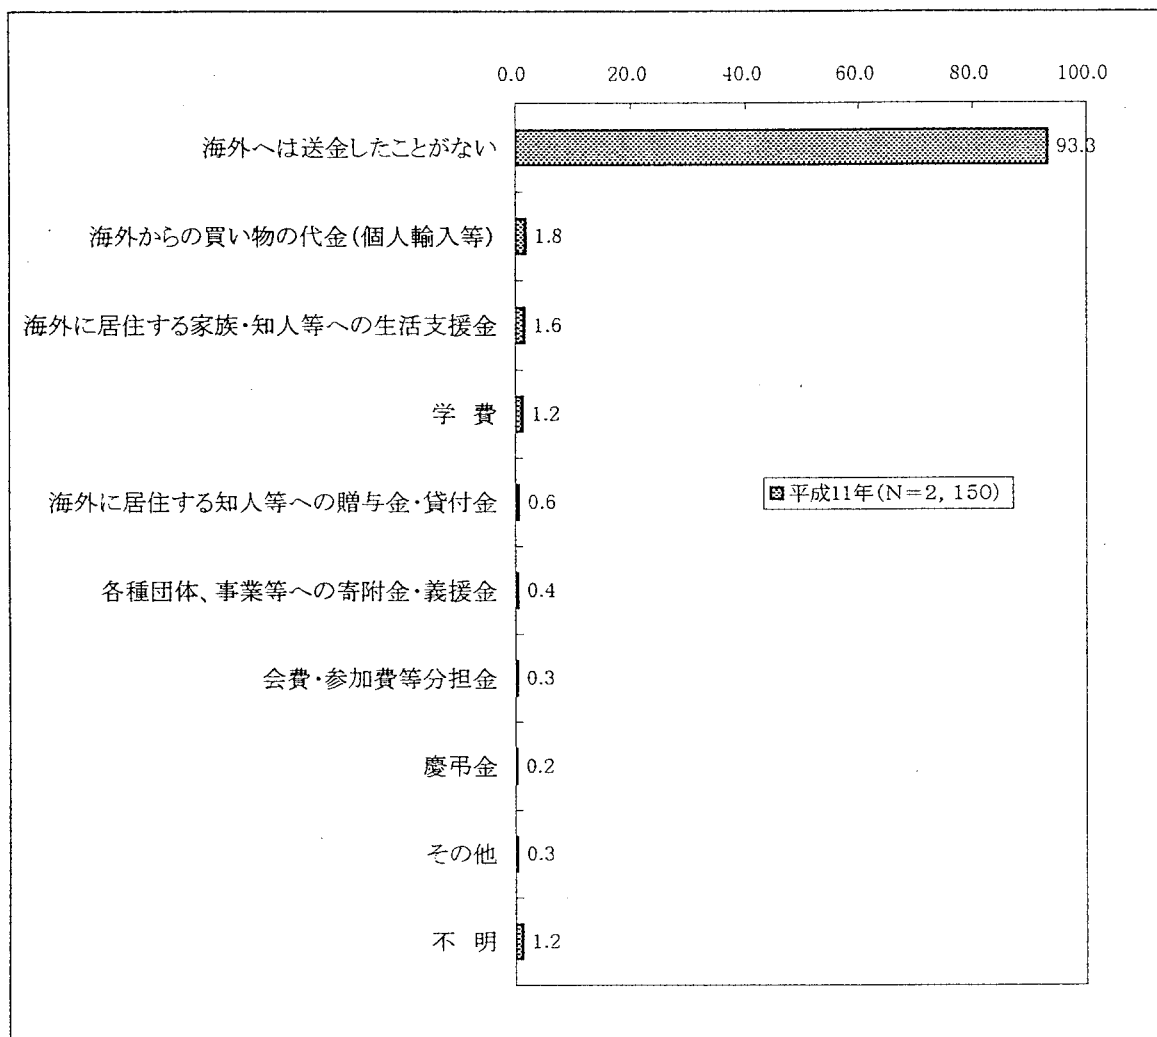 0.0 20.0 40.0 60.0 80.0 100.0
海外へは送金したことがない 93.3
海外からの買い物の代金(個人輸入等) 1.8
海外に居住する家族・知人等への生活支援金 1.6
学 費 1.2
海外に居住する知人等への贈与金・貸付金 0.6
平成11年(N=2, 150)
各種団体、事業等への寄附金・義援金 0.4
会費・参加費等分担金 0.3
慶弔金 0.2
その他 0.3
不 明 1.2